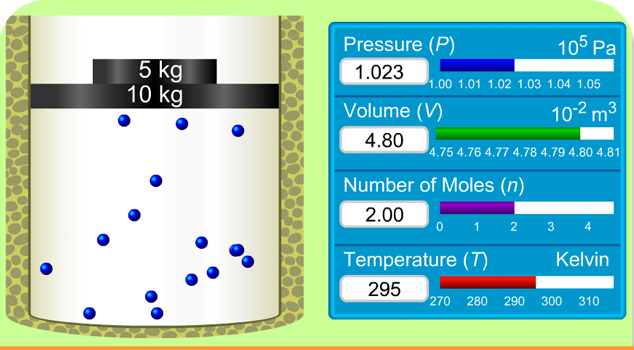 5 kg
10 kg
Pressure (P) 10⁵ Pa
1.023
1.00 1.01 1.02 1.03 1.04 1.05
Volume (V) 10⁻² m³
4.80
4.75 4.76 4.77 4.78 4.79 4.80 4.81
Number of Moles (n)
2.00
0 1 2 3 4
Temperature (T) Kelvin
295
270 280 290 300 310